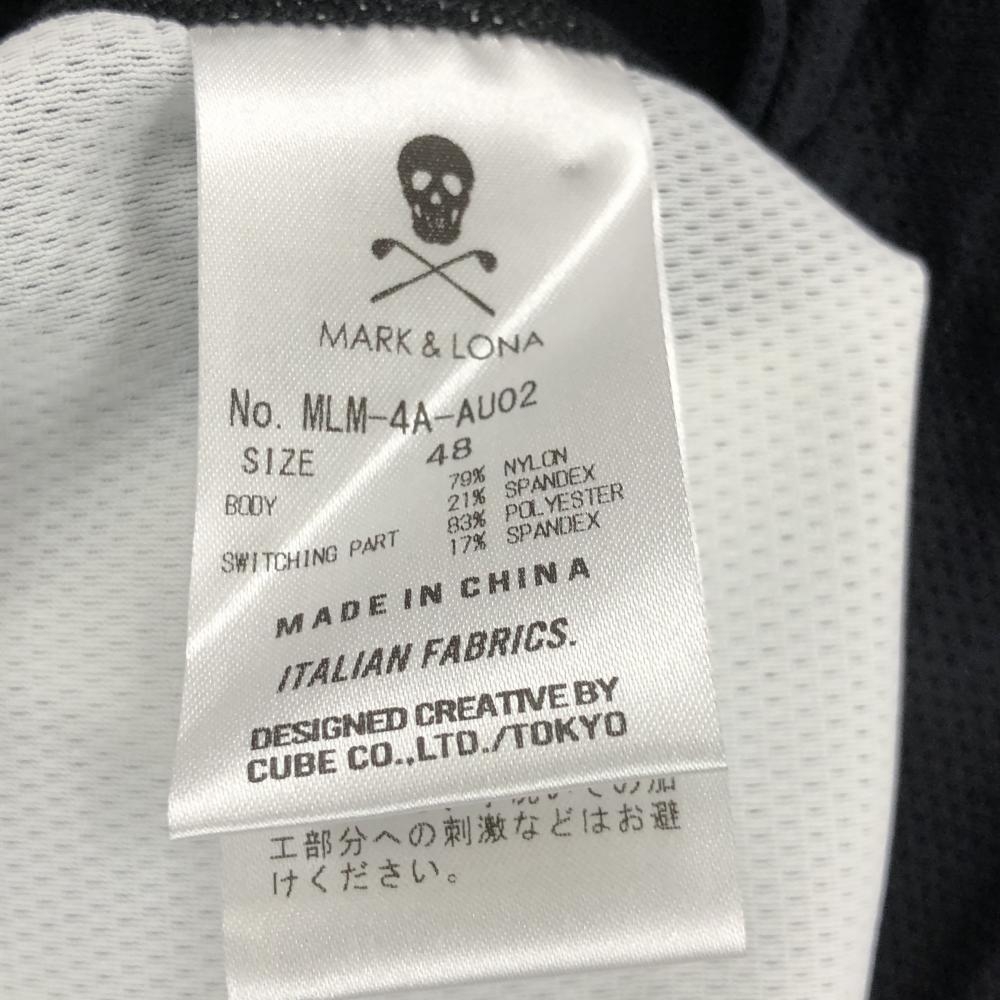 MARK & LONA
No. MLM-4A-AU02
SIZE 48
BODY 79% NYLON
21% SPANDEX
SWITCHING PART 83% POLYESTER
17% SPANDEX
MADE IN CHINA
ITALIAN FABRICS.
DESIGNED CREATIVE BY
CUBE CO.,LTD./TOKYO
工部分への刺激などはお避
けください。